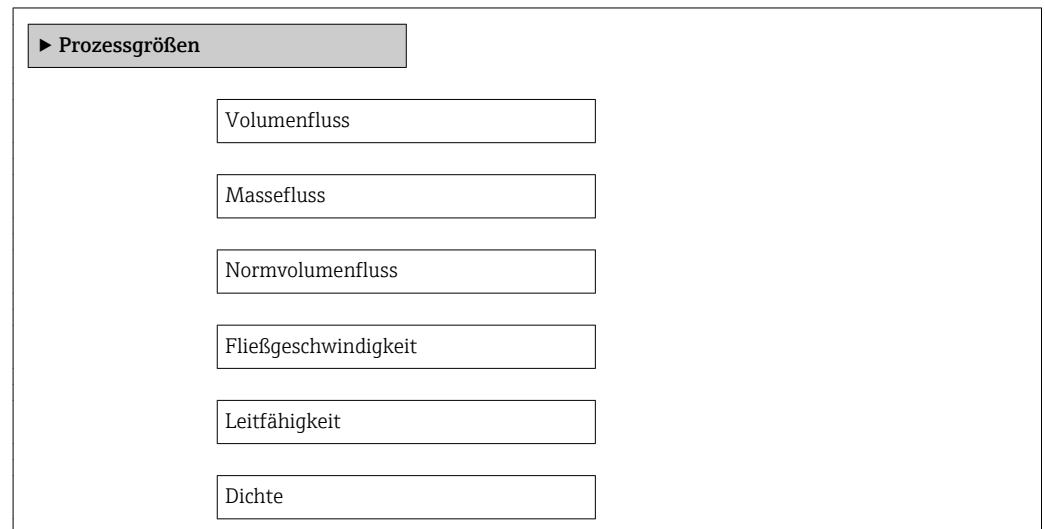 ▶ Prozessgrößen
Volumenfluss
Massefluss
Normvolumenfluss
Fließgeschwindigkeit
Leitfähigkeit
Dichte